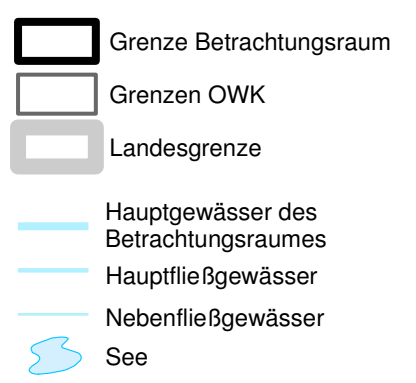 Grenze Betrachtungsraum
Grenzen OWK
Landesgrenze
Hauptgewässer des
Betrachtungsraumes
Hauptfließgewässer
Nebenfließgewässer
See